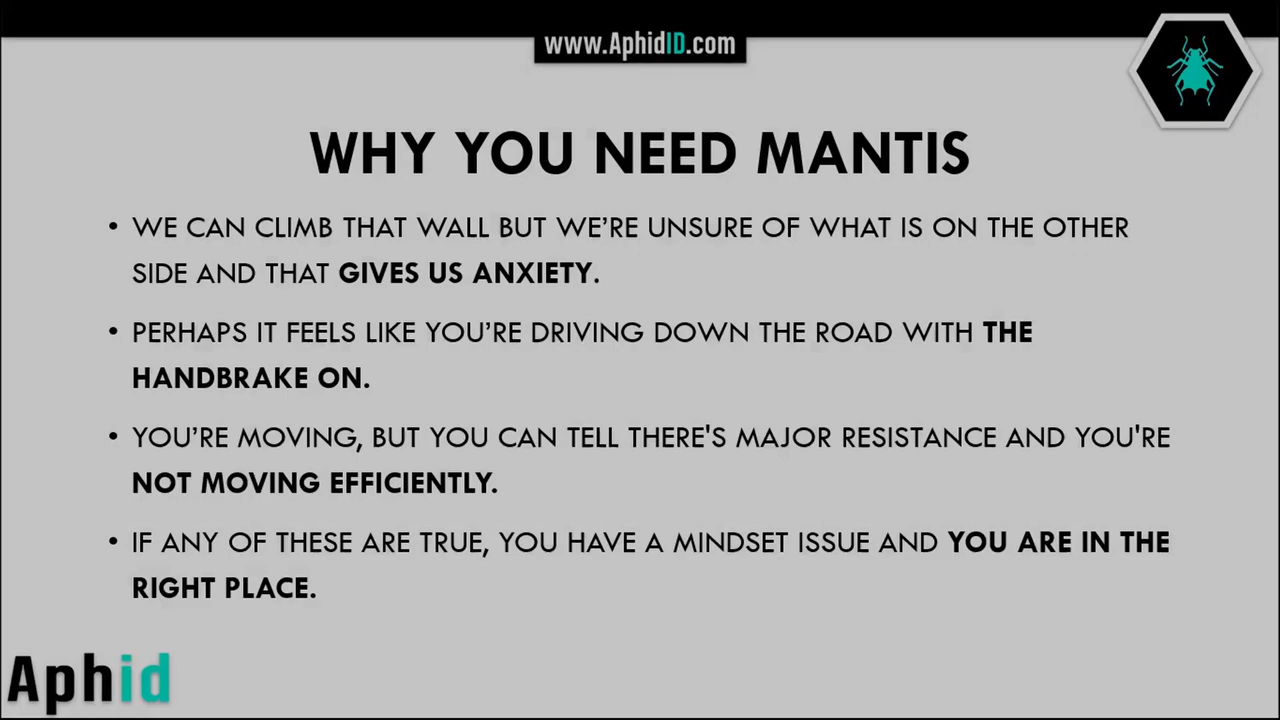 www.AphidID.com
WHY YOU NEED MANTIS
• WE CAN CLIMB THAT WALL BUT WE’RE UNSURE OF WHAT IS ON THE OTHER
SIDE AND THAT GIVES US ANXIETY.
• PERHAPS IT FEELS LIKE YOU’RE DRIVING DOWN THE ROAD WITH THE
HANDBRAKE ON.
• YOU’RE MOVING, BUT YOU CAN TELL THERE'S MAJOR RESISTANCE AND YOU'RE
NOT MOVING EFFICIENTLY.
• IF ANY OF THESE ARE TRUE, YOU HAVE A MINDSET ISSUE AND YOU ARE IN THE
RIGHT PLACE.
Aphid